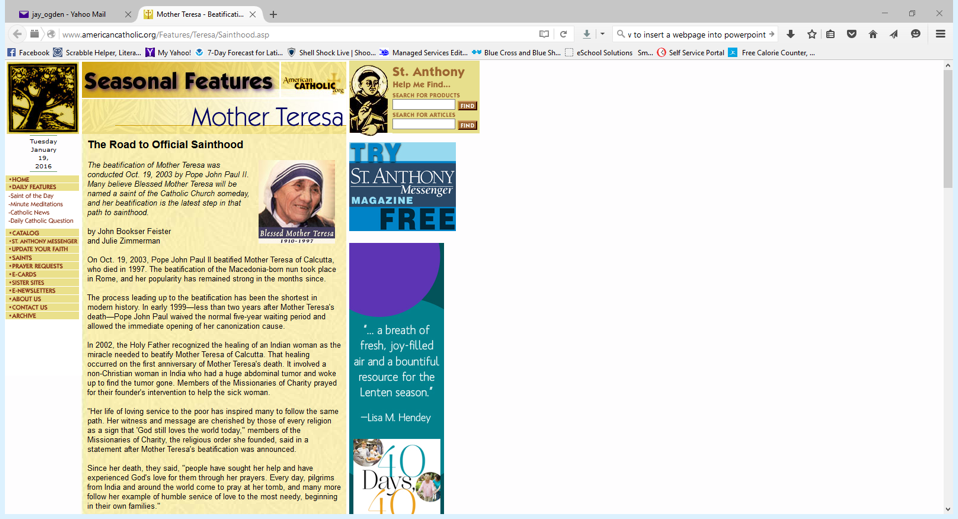 jay_ogden - Yahoo Mail
Mother Teresa - Beatificati...
www.americancatholic.org/Features/Teresa/Sainthood.asp
v to insert a webpage into powerpoint
Facebook
Scrabble Helper, Litera...
My Yahoo!
7-Day Forecast for Lati...
Shell Shock Live | Shoo...
Managed Services Edit...
Blue Cross and Blue Sh...
eSchool Solutions Sm...
Self Service Portal
Free Calorie Counter, ...
Seasonal Features
American
CATHOLIC.org
Mother Teresa
Tuesday
January
19,
2016
•HOME
•DAILY FEATURES
-Saint of the Day
-Minute Meditations
-Catholic News
-Daily Catholic Question
•CATALOG
•ST. ANTHONY MESSENGER
•UPDATE YOUR FAITH
•SAINTS
•PRAYER REQUESTS
•E-CARDS
•SISTER SITES
•E-NEWSLETTERS
•ABOUT US
•CONTACT US
•ARCHIVE
The Road to Official Sainthood
The beatification of Mother Teresa was
conducted Oct. 19, 2003 by Pope John Paul II.
Many believe Blessed Mother Teresa will be
named a saint of the Catholic Church someday,
and her beatification is the latest step in that
path to sainthood.
Blessed Mother Teresa
1910-1997
by John Bookser Feister
and Julie Zimmerman
On Oct. 19, 2003, Pope John Paul II beatified Mother Teresa of Calcutta,
who died in 1997. The beatification of the Macedonia-born nun took place
in Rome, and her popularity has remained strong in the months since.
The process leading up to the beatification has been the shortest in
modern history. In early 1999—less than two years after Mother Teresa's
death—Pope John Paul waived the normal five-year waiting period and
allowed the immediate opening of her canonization cause.
In 2002, the Holy Father recognized the healing of an Indian woman as the
miracle needed to beatify Mother Teresa of Calcutta. That healing
occurred on the first anniversary of Mother Teresa's death. It involved a
non-Christian woman in India who had a huge abdominal tumor and woke
up to find the tumor gone. Members of the Missionaries of Charity prayed
for their founder's intervention to help the sick woman.
"Her life of loving service to the poor has inspired many to follow the same
path. Her witness and message are cherished by those of every religion
as a sign that 'God still loves the world today,'" members of the
Missionaries of Charity, the religious order she founded, said in a
statement after Mother Teresa's beatification was announced.
Since her death, they said, "people have sought her help and have
experienced God's love for them through her prayers. Every day, pilgrims
from India and around the world come to pray at her tomb, and many more
follow her example of humble service of love to the most needy, beginning
in their own families."
St. Anthony
HELP ME FIND...
SEARCH FOR PRODUCTS
FIND
SEARCH FOR ARTICLES
FIND
TRY
ST. ANTHONY
Messenger
MAGAZINE
FREE
"... a breath of
fresh, joy-filled
air and a bountiful
resource for the
Lenten season."
—Lisa M. Hendey
40
Days,
40